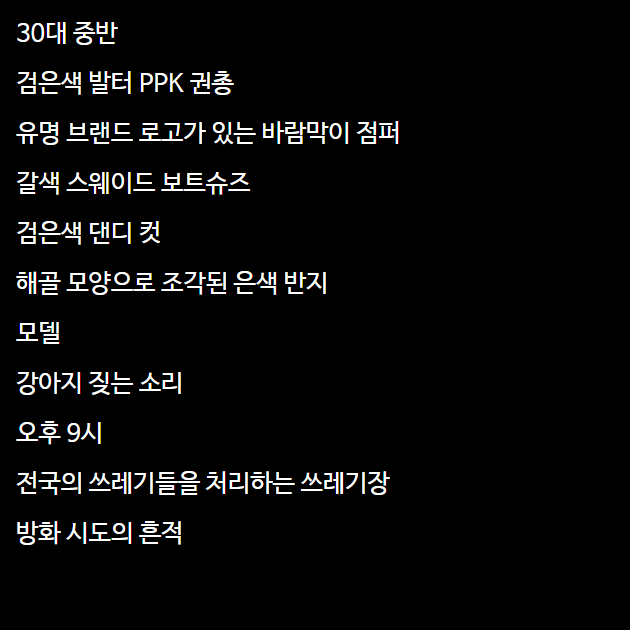 30대 중반
검은색 발터 PPK 권총
유명 브랜드 로고가 있는 바람막이 점퍼
갈색 스웨이드 보트슈즈
검은색 댄디 컷
해골 모양으로 조각된 은색 반지
모델
강아지 짖는 소리
오후 9시
전국의 쓰레기들을 처리하는 쓰레기장
방화 시도의 흔적